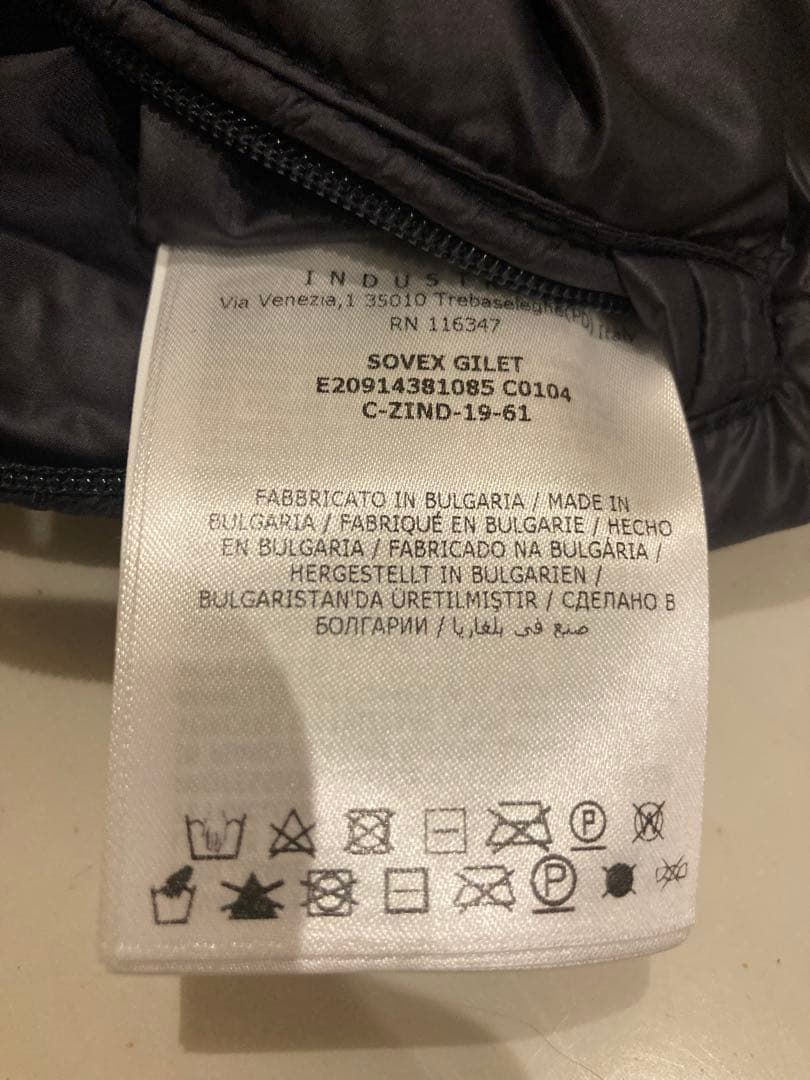 INDUST
Via Venezia,1 35010 Trebaseleghe(PD) Italy
RN 116347
SOVEX GILET
E20914381085 C0104
C-ZIND-19-61
FABBRICATO IN BULGARIA / MADE IN
BULGARIA / FABRIQUÉ EN BULGARIE / HECHO
EN BULGARIA / FABRICADO NA BULGÁRIA /
HERGESTELLT IN BULGARIEN /
BULGARISTAN'DA ÜRETILMIŞTIR / СДЕЛАНО В
БОЛГАРИИ / صنع في بلغاريا
P W
P